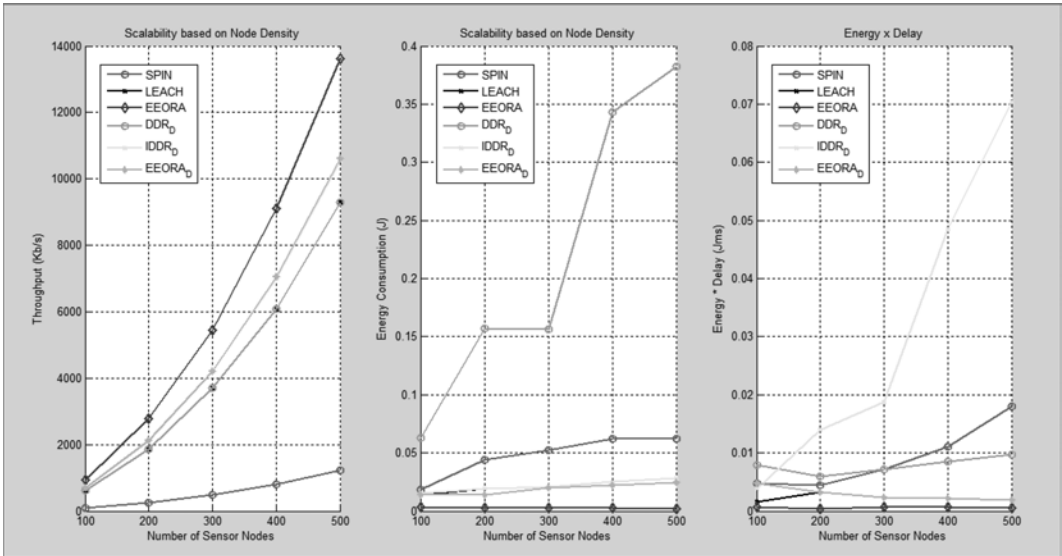 Scalability based on Node Density
14000
12000
10000
8000
6000
4000
2000
0
100 200 300 400 500
Throughput (Kb/s)
Number of Sensor Nodes
SPIN
LEACH
EEORA
DDR_D
IDDR_D
EEORA_D
Scalability based on Node Density
0.4
0.35
0.3
0.25
0.2
0.15
0.1
0.05
0
100 200 300 400 500
Energy Consumption (J)
Number of Sensor Nodes
SPIN
LEACH
EEORA
DDR_D
IDDR_D
EEORA_D
Energy x Delay
0.08
0.07
0.06
0.05
0.04
0.03
0.02
0.01
0
100 200 300 400 500
Energy * Delay (Jms)
Number of Sensor Nodes
SPIN
LEACH
EEORA
DDR_D
IDDR_D
EEORA_D